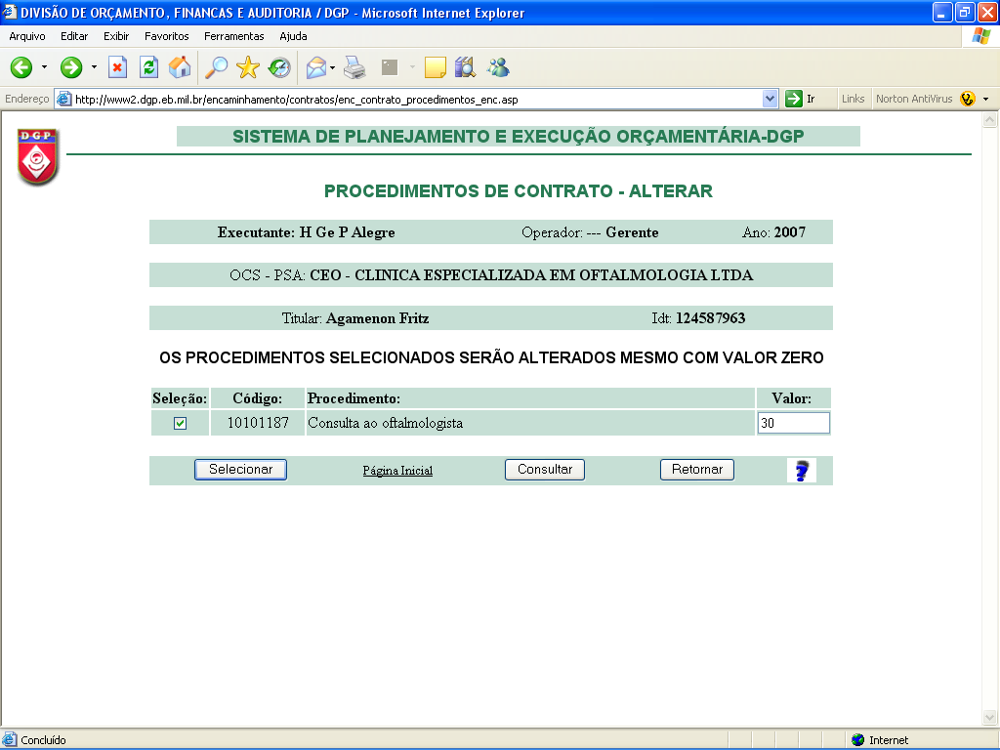 DIVISÃO DE ORÇAMENTO, FINANCAS E AUDITORIA / DGP - Microsoft Internet Explorer
Arquivo Editar Exibir Favoritos Ferramentas Ajuda
Endereço http://www2.dgp.eb.mil.br/encaminhamento/contratos/enc_contrato_procedimentos_enc.asp Ir Links Norton AntiVirus
DGP SISTEMA DE PLANEJAMENTO E EXECUÇÃO ORÇAMENTÁRIA-DGP
PROCEDIMENTOS DE CONTRATO - ALTERAR
Executante: H Ge P Alegre Operador: --- Gerente Ano: 2007
OCS - PSA: CEO - CLINICA ESPECIALIZADA EM OFTALMOLOGIA LTDA
Titular: Agamenon Fritz Idt: 124587963
OS PROCEDIMENTOS SELECIONADOS SERÃO ALTERADOS MESMO COM VALOR ZERO
Seleção: Código: Procedimento: Valor:
10101187 Consulta ao oftalmologista 30
Selecionar Página Inicial Consultar Retornar ?
Concluído Internet